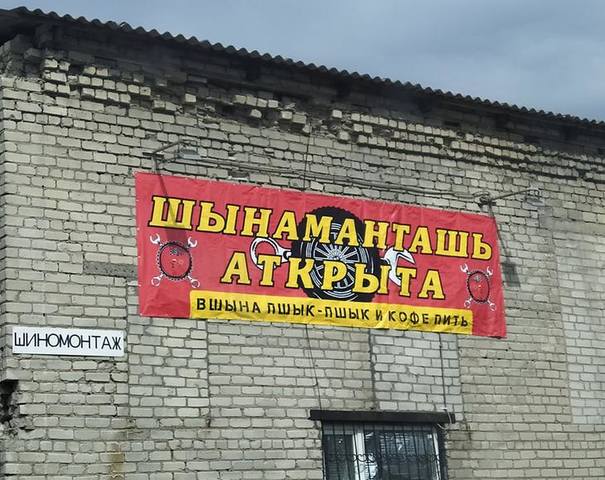 ШЫНАМАНТАШЬ
АТКРЫТА
ВШЫНА ПШЫК-ПШЫК И КОФЕ ПИТЬ
ШИНОМОНТАЖ